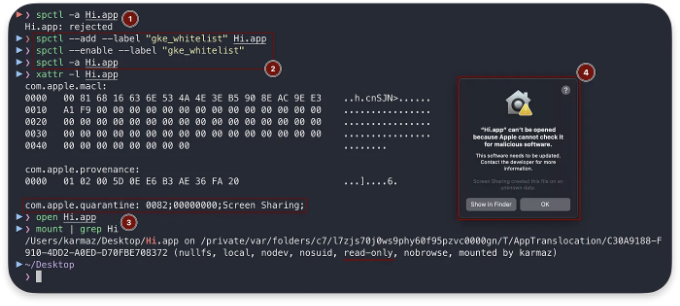 ❯ spctl -a Hi.app
1
Hi.app: rejected
❯ spctl --add --label "gke_whitelist" Hi.app
❯ spctl --enable --label "gke_whitelist"
❯ spctl -a Hi.app
2
❯ xattr -l Hi.app
com.apple.macl:
0000 00 81 68 16 63 6E 53 4A 4E 3E B5 90 8E AC 9E E3 ..h.cnSJN>......
0010 A1 F9 00 00 00 00 00 00 00 00 00 00 00 00 00 00 ................
0020 00 00 00 00 00 00 00 00 00 00 00 00 00 00 00 00 ................
0030 00 00 00 00 00 00 00 00 00 00 00 00 00 00 00 00 ................
0040 00 00 00 00 00 00 00 00 ........
com.apple.provenance:
0000 01 02 00 5D 0E E6 B3 AE 36 FA 20 ...]....6.
com.apple.quarantine: 0082;00000000;Screen Sharing;
❯ open Hi.app
3
❯ mount | grep Hi
/Users/karmaz/Desktop/Hi.app on /private/var/folders/c7/l7zjs70j0ws9phy60f95pzvc0000gn/T/AppTranslocation/C30A9188-F
910-4DD2-A0ED-D70FBE708372 (nullfs, local, nodev, nosuid, read-only, nobrowse, mounted by karmaz)
~/Desktop
❯
4
?
"Hi.app" can't be opened
because Apple cannot check it
for malicious software.
This software needs to be updated.
Contact the developer for more
information.
Screen Sharing created this file on an
Show in Finder
OK